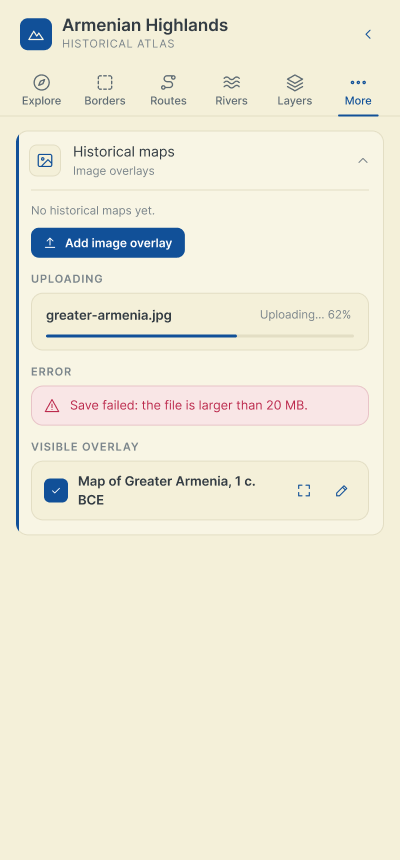 Armenian Highlands
HISTORICAL ATLAS
Explore
Borders
Routes
Rivers
Layers
More
Historical maps
Image overlays
No historical maps yet.
Add image overlay
UPLOADING
greater-armenia.jpg
Uploading... 62%
ERROR
Save failed: the file is larger than 20 MB.
VISIBLE OVERLAY
Map of Greater Armenia, 1 c.
BCE